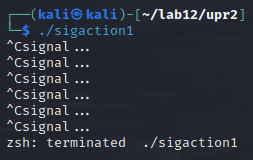 ┌──(kali㉿kali)-[~/lab12/upr2]
└─$ ./sigaction1
^Csignal...
^Csignal...
^Csignal...
^Csignal...
^Csignal...
^Csignal...
zsh: terminated  ./sigaction1